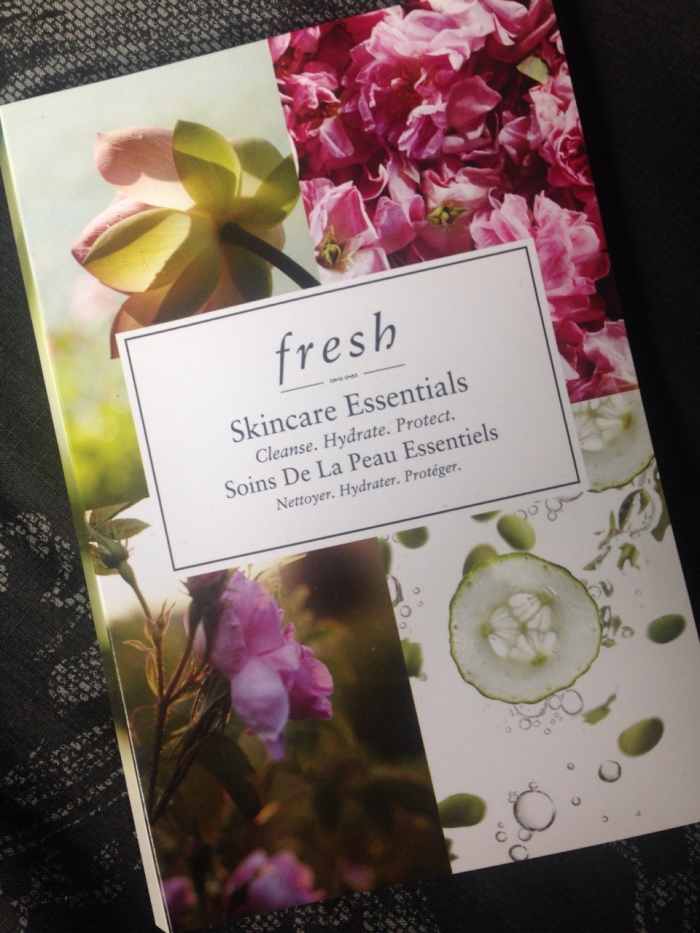 fresh
Skincare Essentials
Cleanse. Hydrate. Protect.
Soins De La Peau Essentiels
Nettoyer. Hydrater. Protéger.